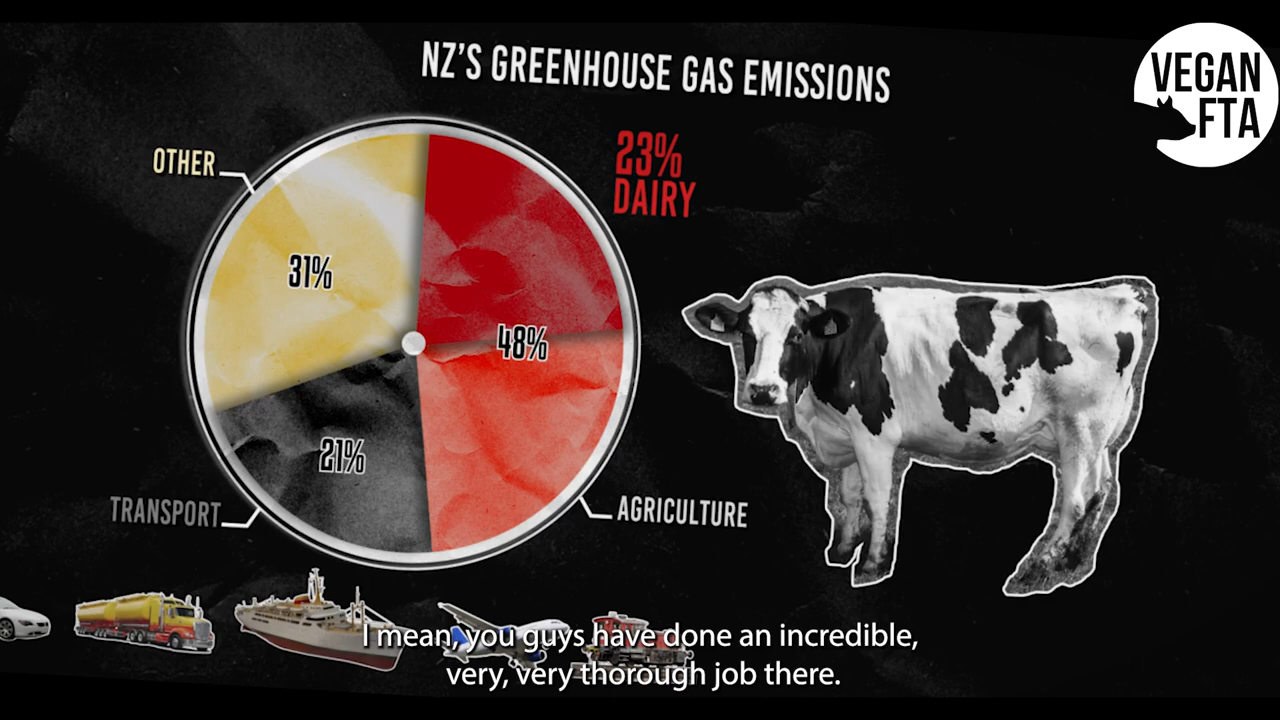 NZ'S GREENHOUSE GAS EMISSIONS
VEGAN
FTA
23%
DAIRY
OTHER
31%
48%
21%
TRANSPORT
AGRICULTURE
I mean, you guys have done an incredible,
very, very thorough job there.